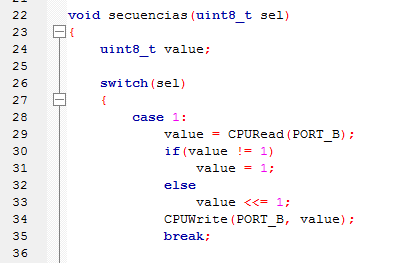 22 void secuencias(uint8_t sel)
23 {
24 uint8_t value;
25
26 switch(sel)
27 {
28 case 1:
29 value = CPURead(PORT_B);
30 if(value != 1)
31 value = 1;
32 else
33 value <<= 1;
34 CPUWrite(PORT_B, value);
35 break;
36